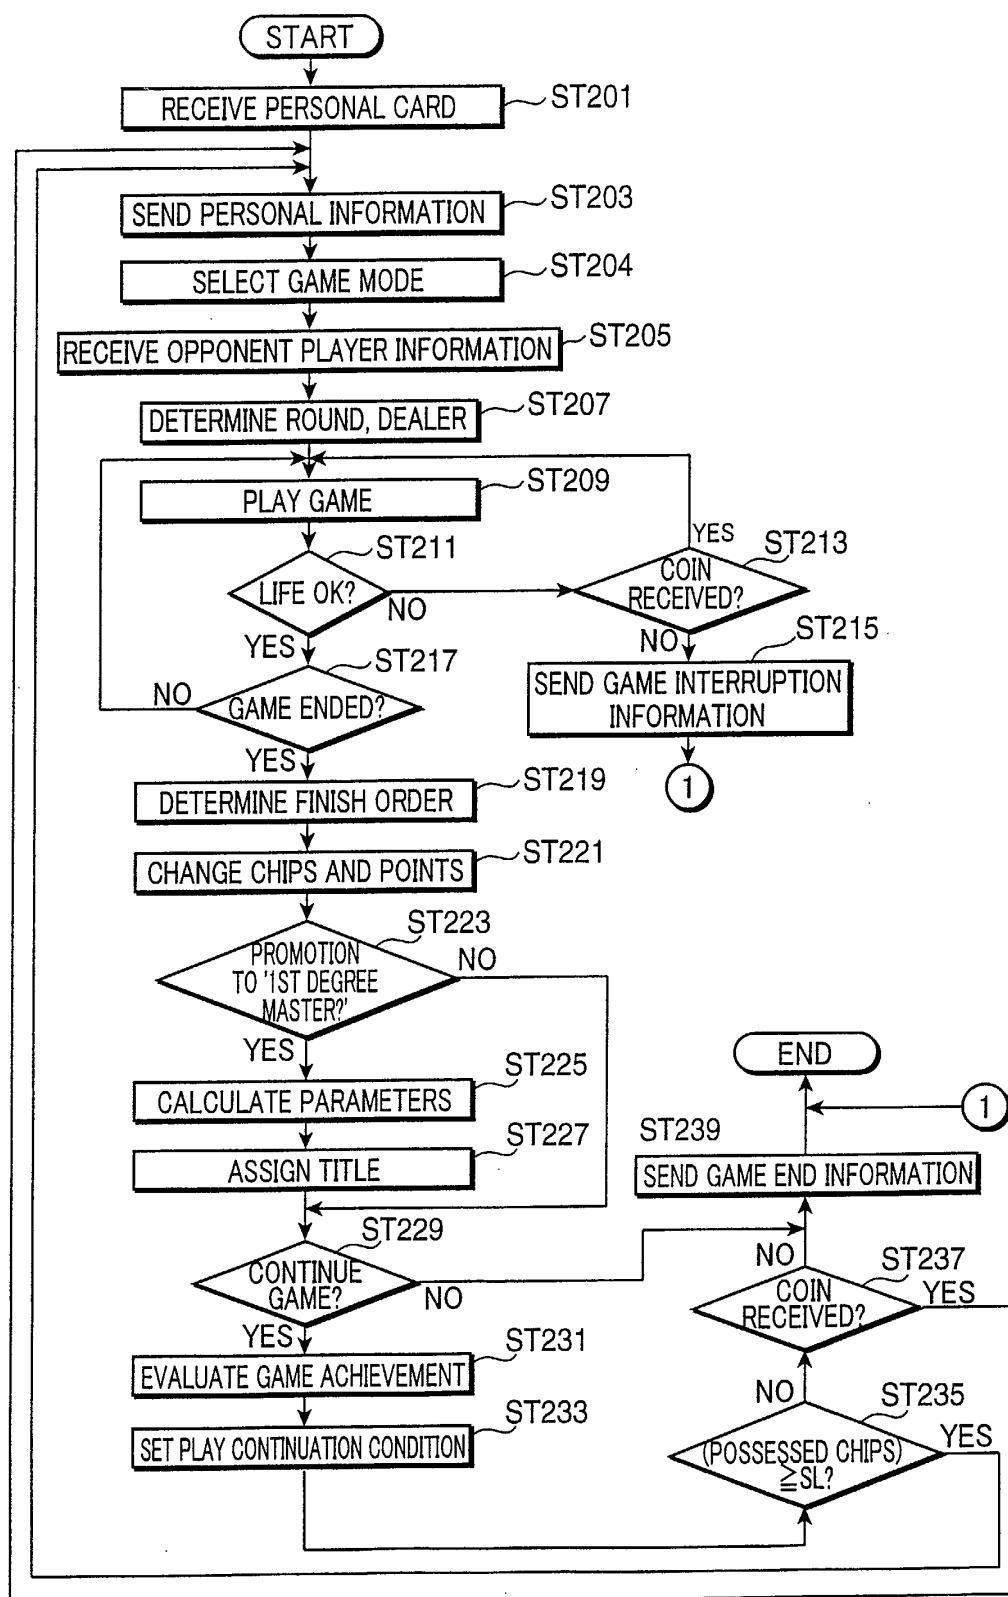 START
RECEIVE PERSONAL CARD
ST201
SEND PERSONAL INFORMATION
ST203
SELECT GAME MODE
ST204
RECEIVE OPPONENT PLAYER INFORMATION
ST205
DETERMINE ROUND, DEALER
ST207
PLAY GAME
ST209
LIFE OK?
ST211
NO
YES
COIN
RECEIVED?
ST213
YES
NO
SEND GAME INTERRUPTION
INFORMATION
ST215
1
GAME ENDED?
ST217
NO
YES
DETERMINE FINISH ORDER
ST219
CHANGE CHIPS AND POINTS
ST221
PROMOTION
TO '1ST DEGREE
MASTER?'
ST223
NO
YES
CALCULATE PARAMETERS
ST225
ASSIGN TITLE
ST227
CONTINUE
GAME?
ST229
NO
YES
EVALUATE GAME ACHIEVEMENT
ST231
SET PLAY CONTINUATION CONDITION
ST233
(POSSESSED CHIPS)
≧SL?
ST235
YES
NO
COIN
RECEIVED?
ST237
YES
NO
SEND GAME END INFORMATION
ST239
1
END